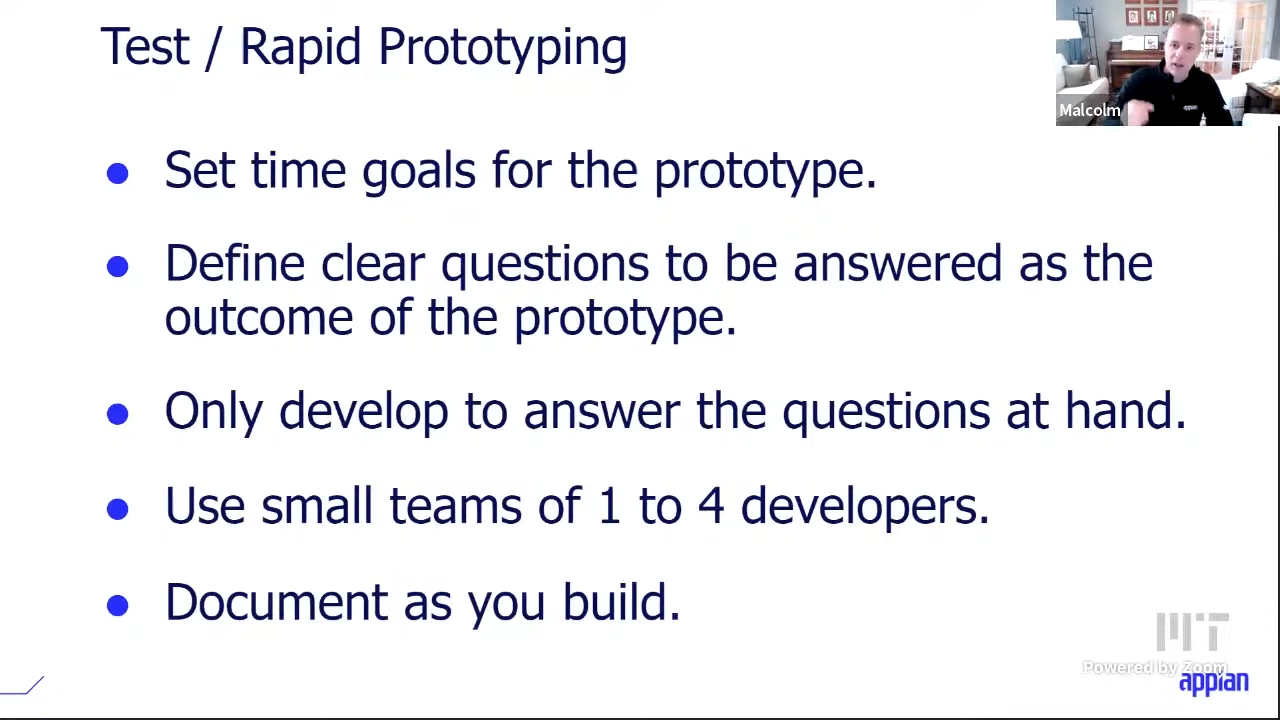 Test / Rapid Prototyping
Malcolm
appian
Set time goals for the prototype.
Define clear questions to be answered as the
outcome of the prototype.
Only develop to answer the questions at hand.
Use small teams of 1 to 4 developers.
Document as you build.
MIT
Powered by Zoom
appian